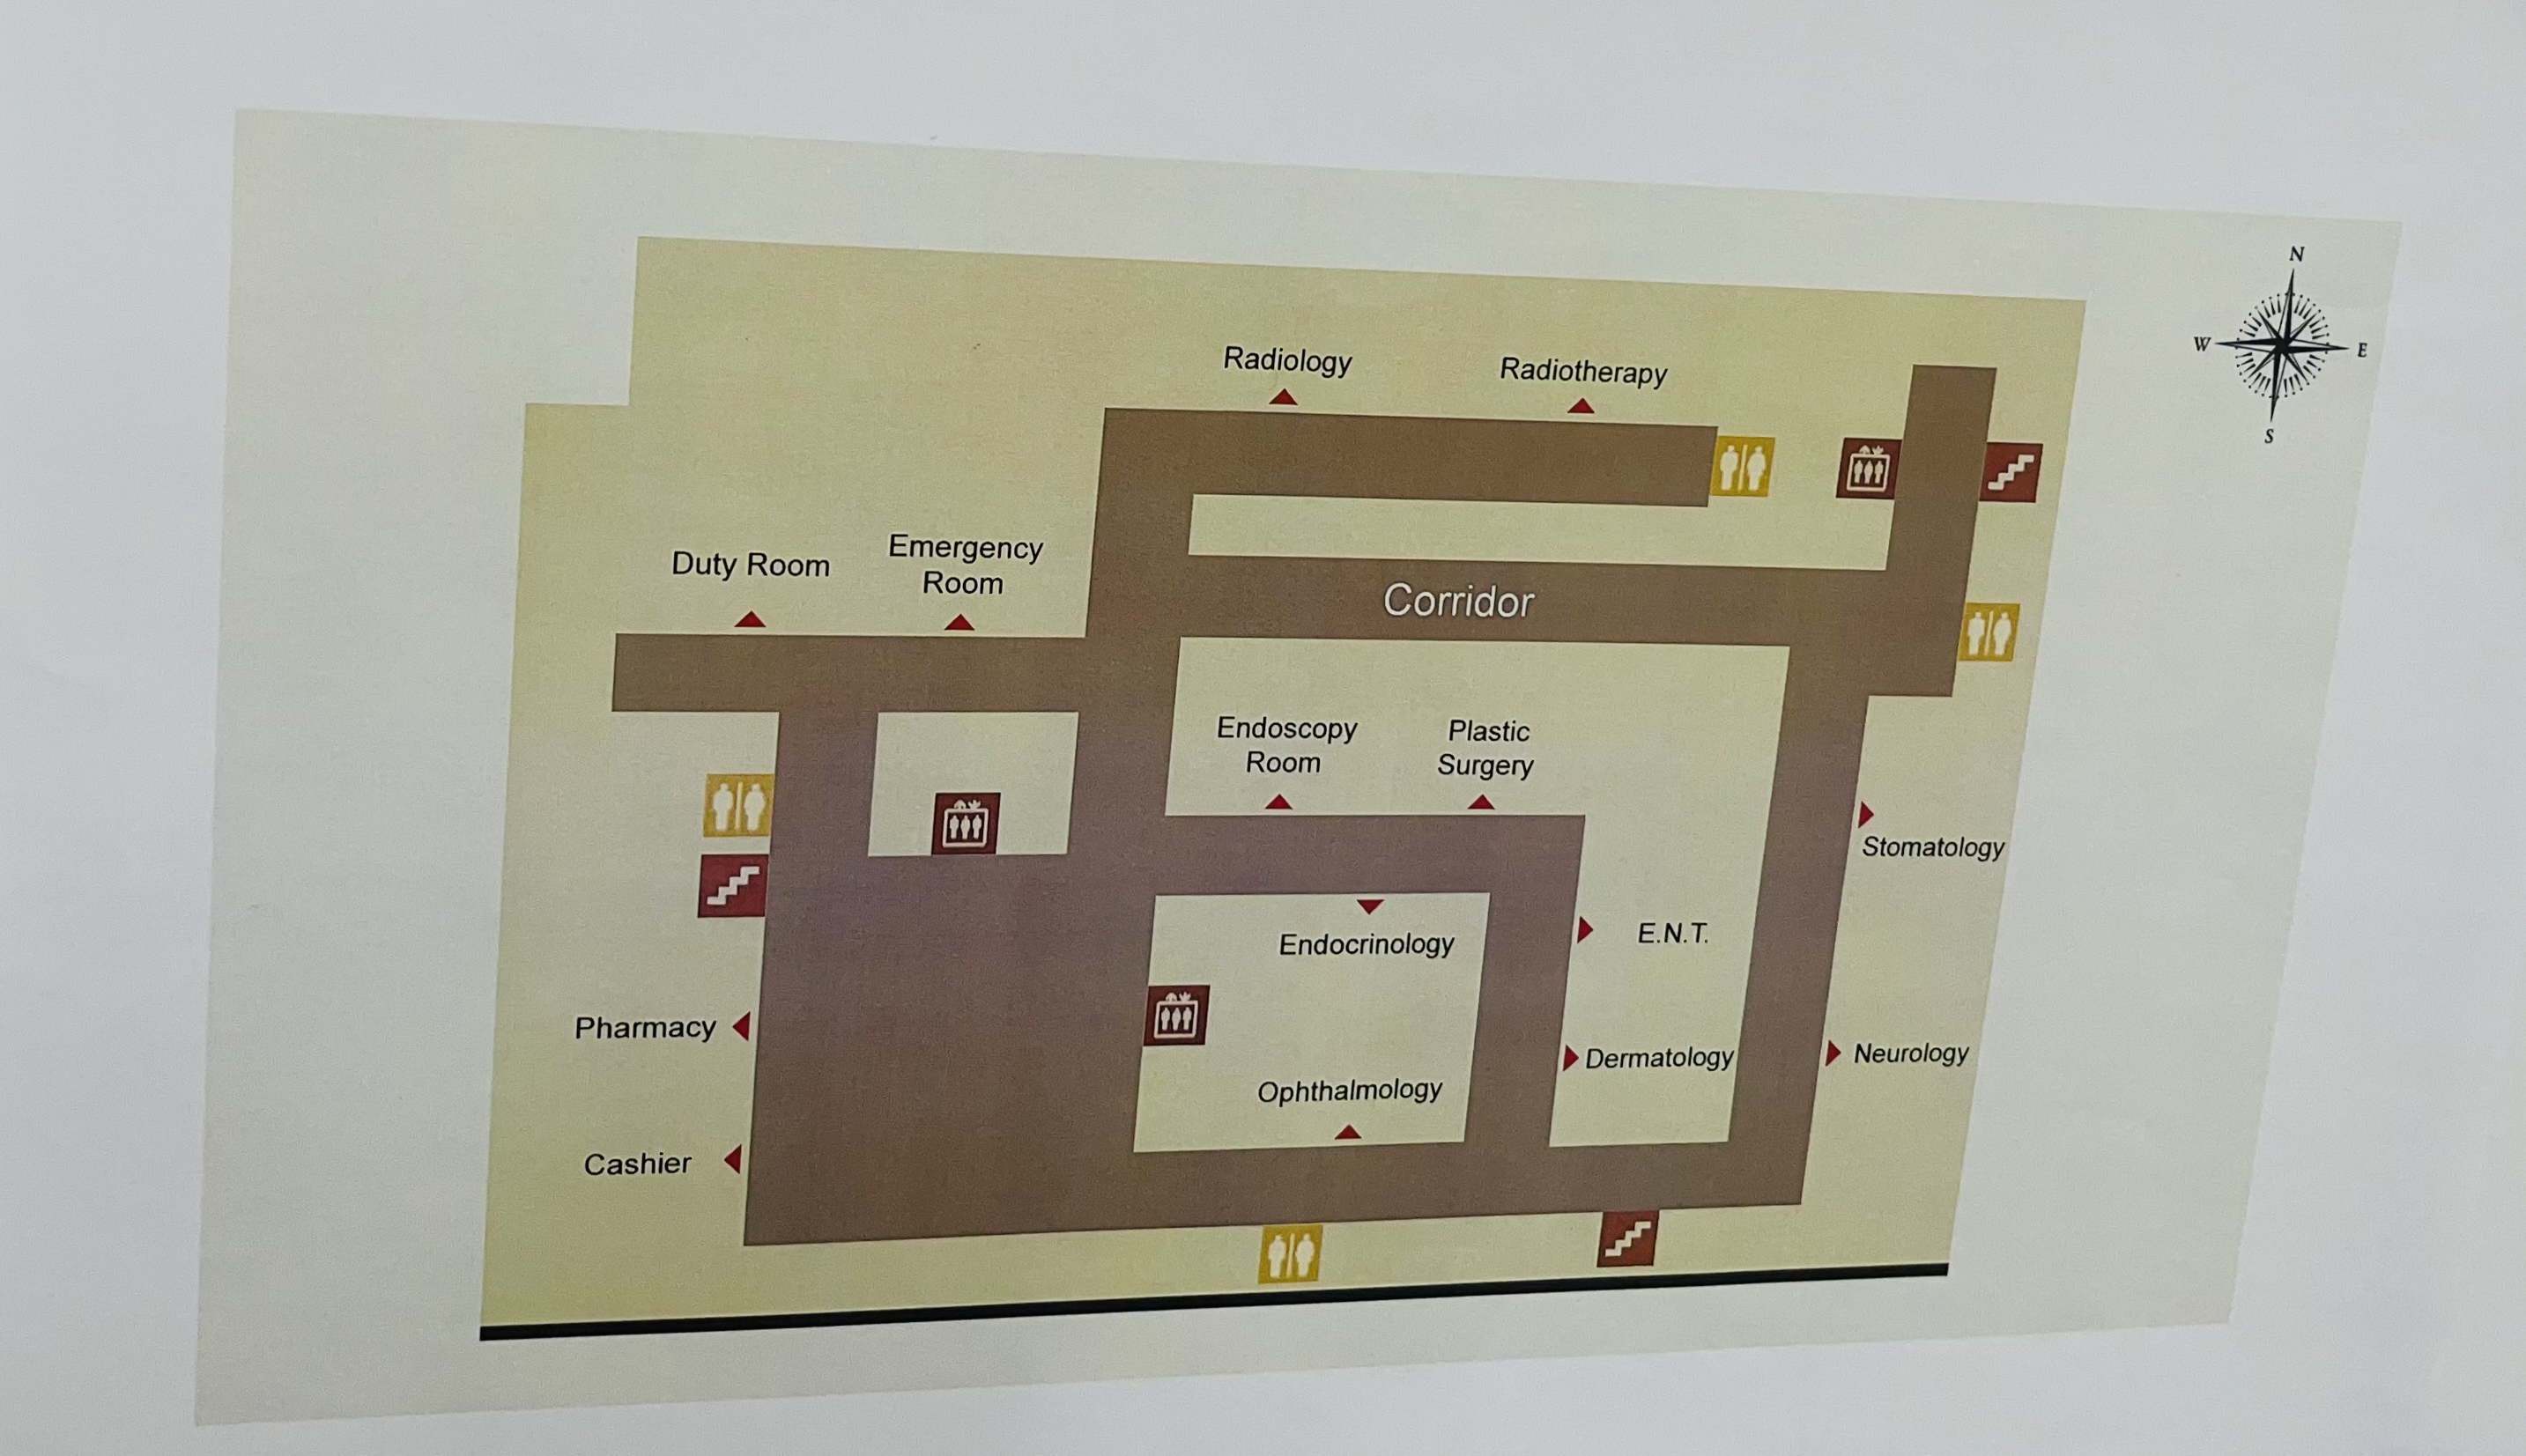 N
W
E
S
Radiology
Radiotherapy
Duty Room
Emergency
Room
Corridor
Endoscopy
Room
Plastic
Surgery
Stomatology
Endocrinology
E.N.T.
Pharmacy
Dermatology
Neurology
Ophthalmology
Cashier